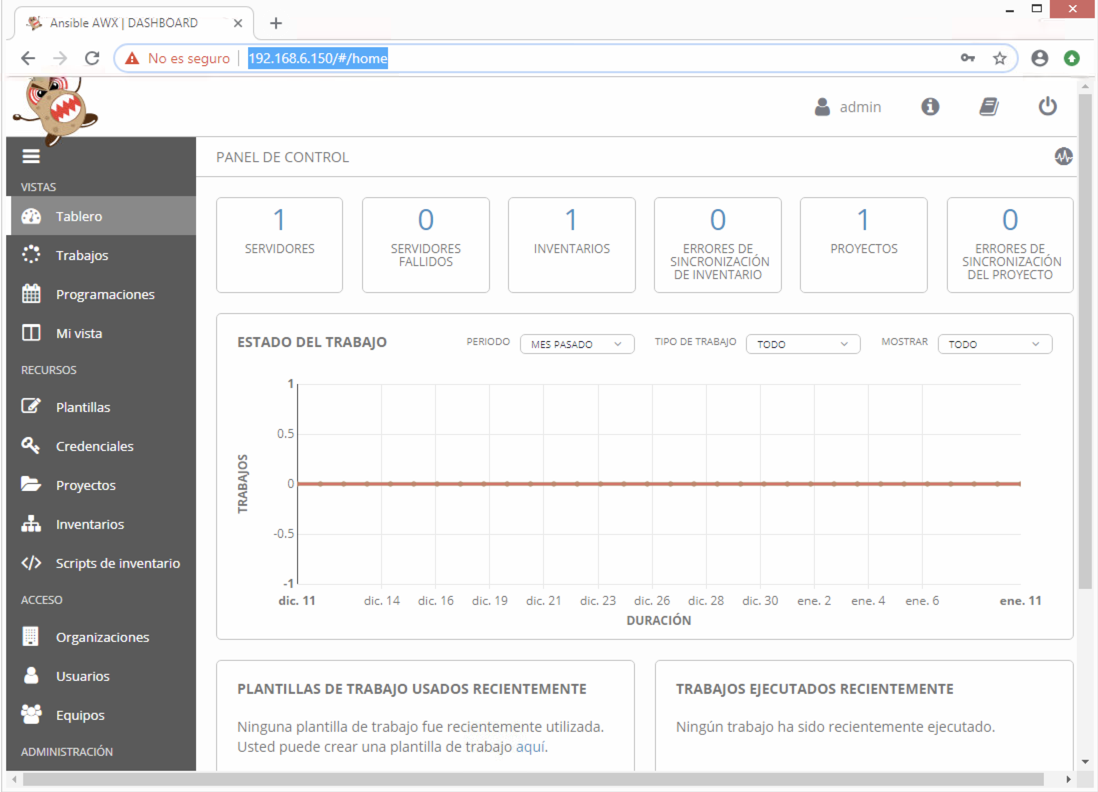 Ansible AWX | DASHBOARD
No es seguro | 192.168.6.150/#/home
admin
PANEL DE CONTROL
VISTAS
Tablero
Trabajos
Programaciones
Mi vista
RECURSOS
Plantillas
Credenciales
Proyectos
Inventarios
Scripts de inventario
ACCESO
Organizaciones
Usuarios
Equipos
ADMINISTRACIÓN
1
SERVIDORES
0
SERVIDORES
FALLIDOS
1
INVENTARIOS
0
ERRORES DE
SINCRONIZACIÓN
DE INVENTARIO
1
PROYECTOS
0
ERRORES DE
SINCRONIZACIÓN
DEL PROYECTO
ESTADO DEL TRABAJO
PERIODO MES PASADO
TIPO DE TRABAJO TODO
MOSTRAR TODO
TRABAJOS
1
0.5
0
-0.5
-1
dic. 11 dic. 14 dic. 16 dic. 19 dic. 21 dic. 23 dic. 26 dic. 28 dic. 30 ene. 2 ene. 4 ene. 6 ene. 11
DURACIÓN
PLANTILLAS DE TRABAJO USADOS RECIENTEMENTE
Ninguna plantilla de trabajo fue recientemente utilizada.
Usted puede crear una plantilla de trabajo aquí.
TRABAJOS EJECUTADOS RECIENTEMENTE
Ningún trabajo ha sido recientemente ejecutado.